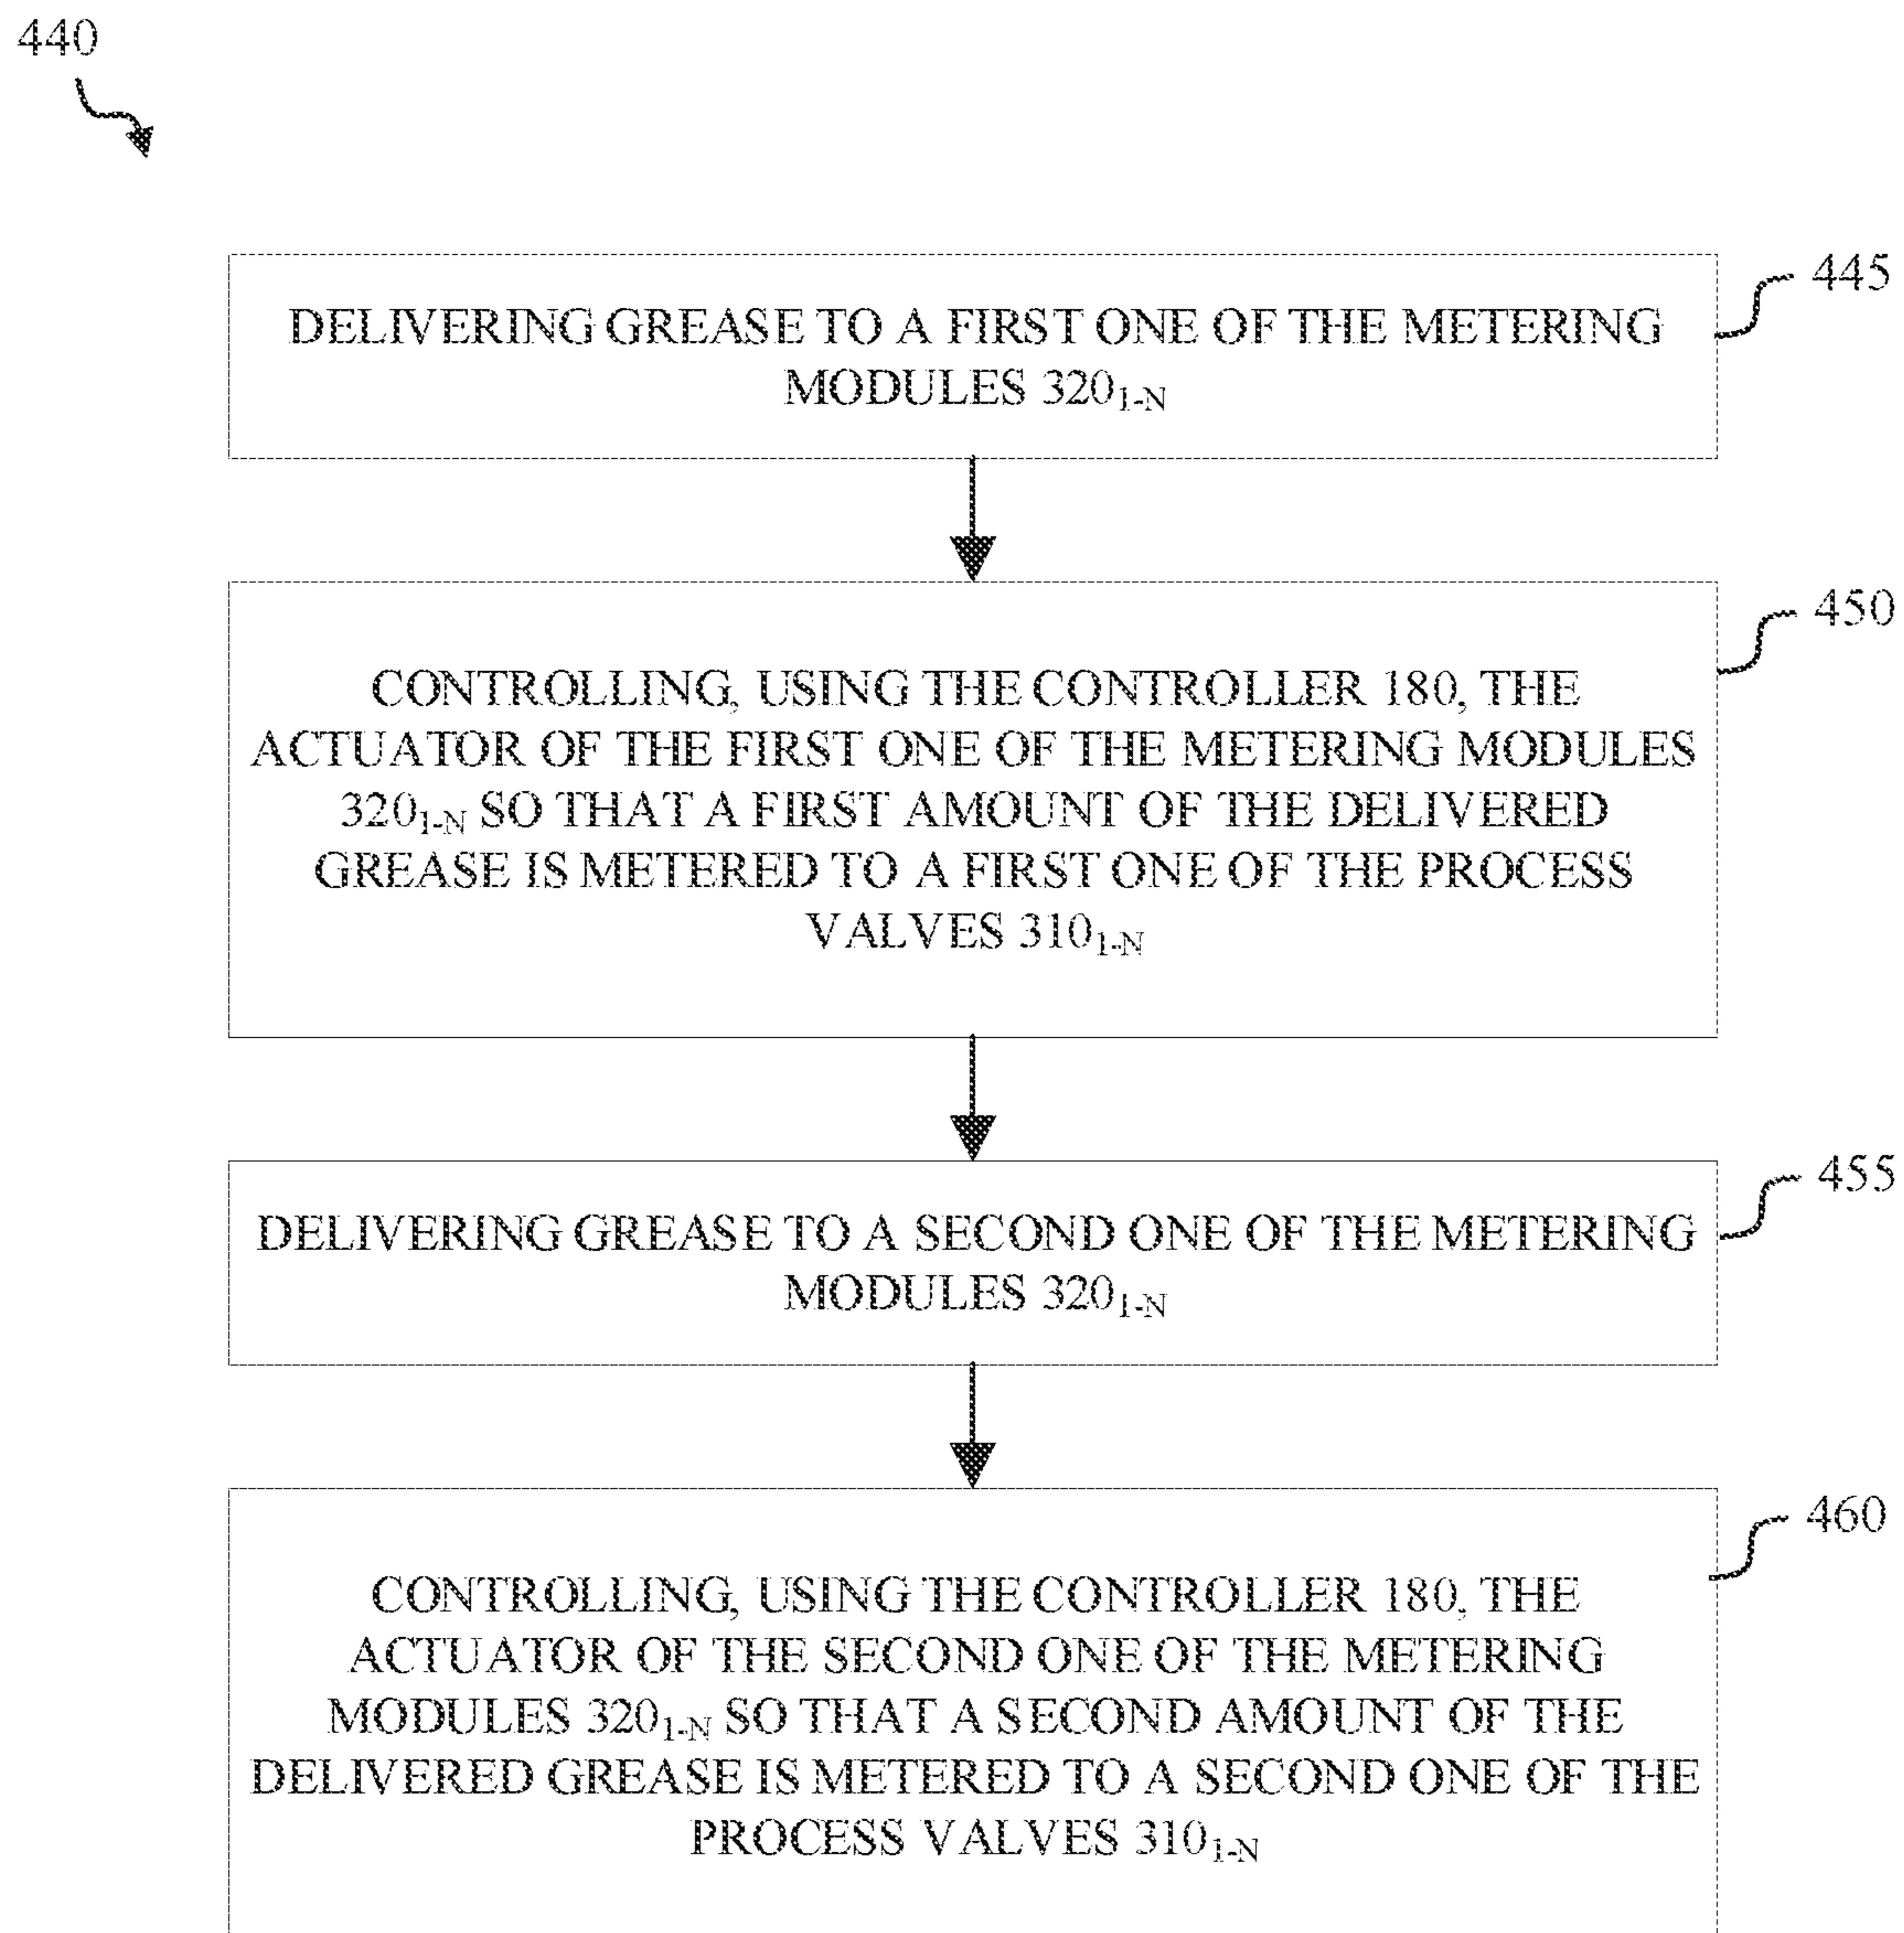 440
445
DELIVERING GREASE TO A FIRST ONE OF THE METERING
MODULES 320₁₋N
450
CONTROLLING, USING THE CONTROLLER 180, THE
ACTUATOR OF THE FIRST ONE OF THE METERING MODULES
320₁₋N SO THAT A FIRST AMOUNT OF THE DELIVERED
GREASE IS METERED TO A FIRST ONE OF THE PROCESS
VALVES 310₁₋N
455
DELIVERING GREASE TO A SECOND ONE OF THE METERING
MODULES 320₁₋N
460
CONTROLLING, USING THE CONTROLLER 180, THE
ACTUATOR OF THE SECOND ONE OF THE METERING
MODULES 320₁₋N SO THAT A SECOND AMOUNT OF THE
DELIVERED GREASE IS METERED TO A SECOND ONE OF THE
PROCESS VALVES 310₁₋N